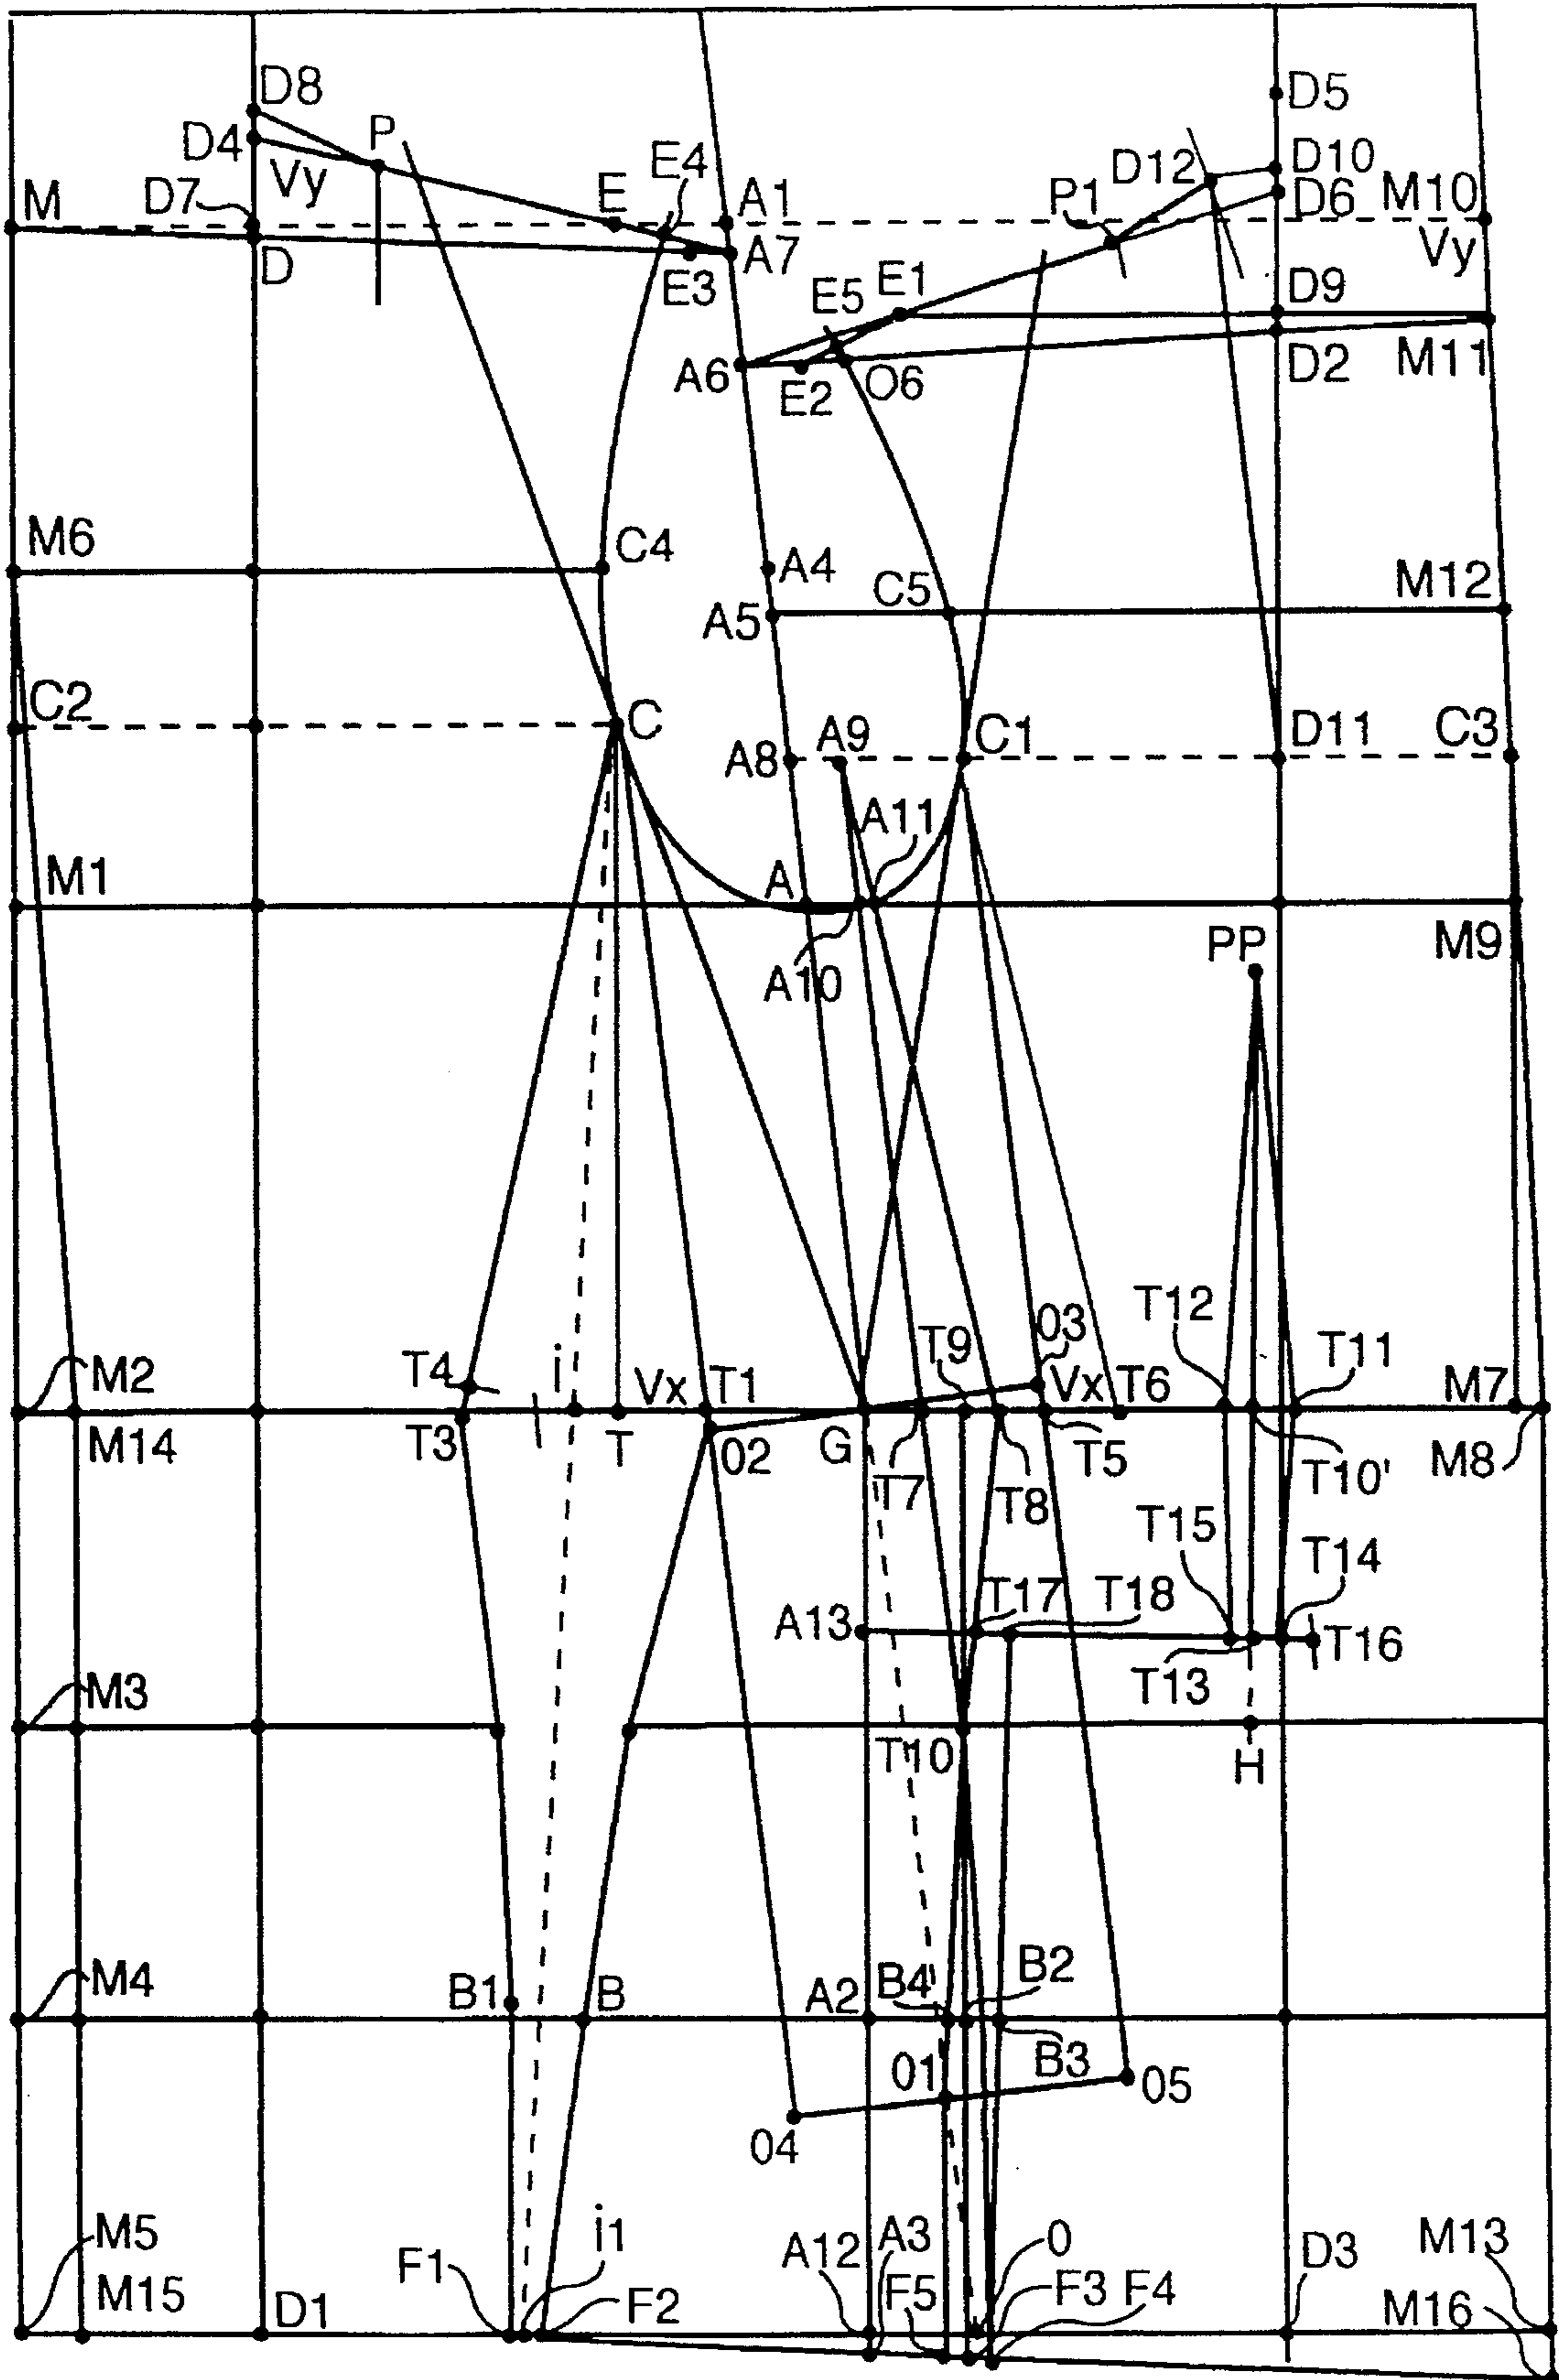 D8
D5
D4
P
E4
D12
D10
Vy
E
A1
P1
D6
M10
M
D7
D
A7
Vy
E3
E5
E1
D9
A6
E2
O6
D2
M11
M6
C4
A4
C5
M12
A5
C2
C
A9
C1
D11
C3
A8
A11
M1
A
M9
PP
A10
T12
O3
T9
T11
T4
i
M2
Vx
T1
Vx
T6
M7
M14
T3
T
O2
G
T7
T8
T5
T10'
M8
T15
T14
T17
T18
A13
T16
T13
M3
T10
H
M4
B1
B
A2
B4
B2
B3
O1
O5
O4
M5
i1
A12
A3
O
D3
M13
F1
M15
D1
F2
F5
F3
F4
M16